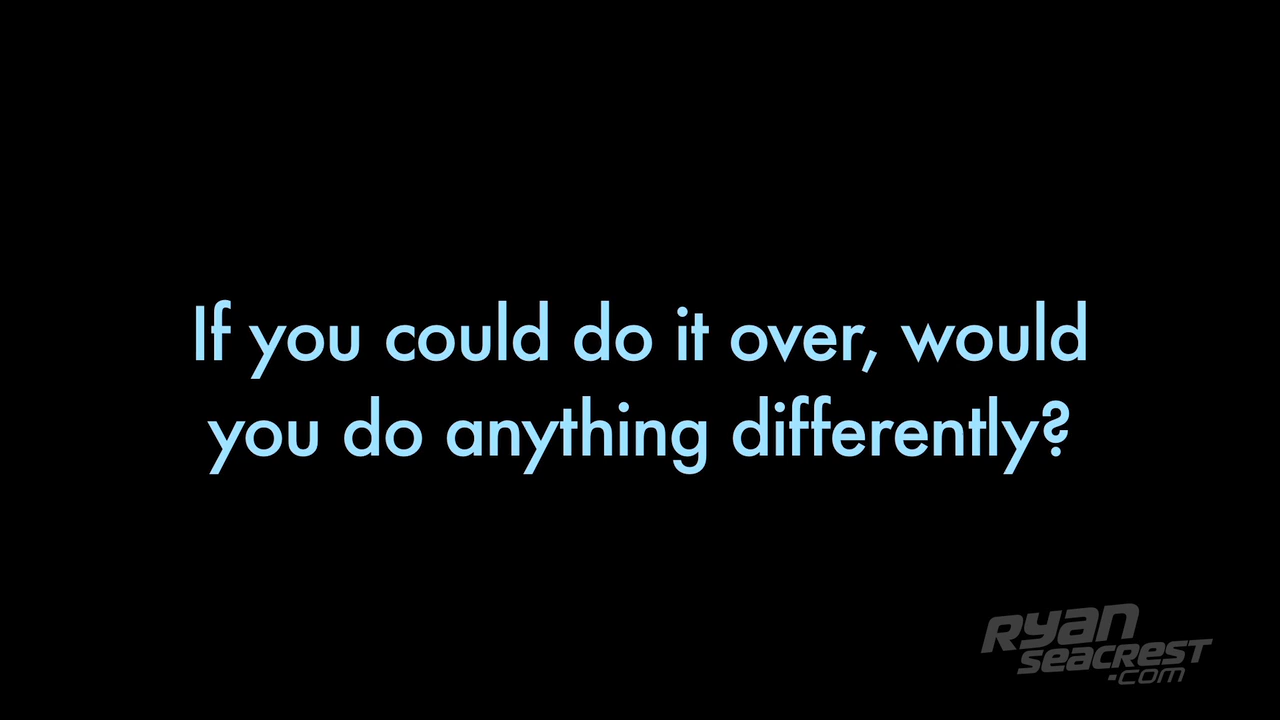 If you could do it over, would
you do anything differently?
RYAN
SEACREST
.COM